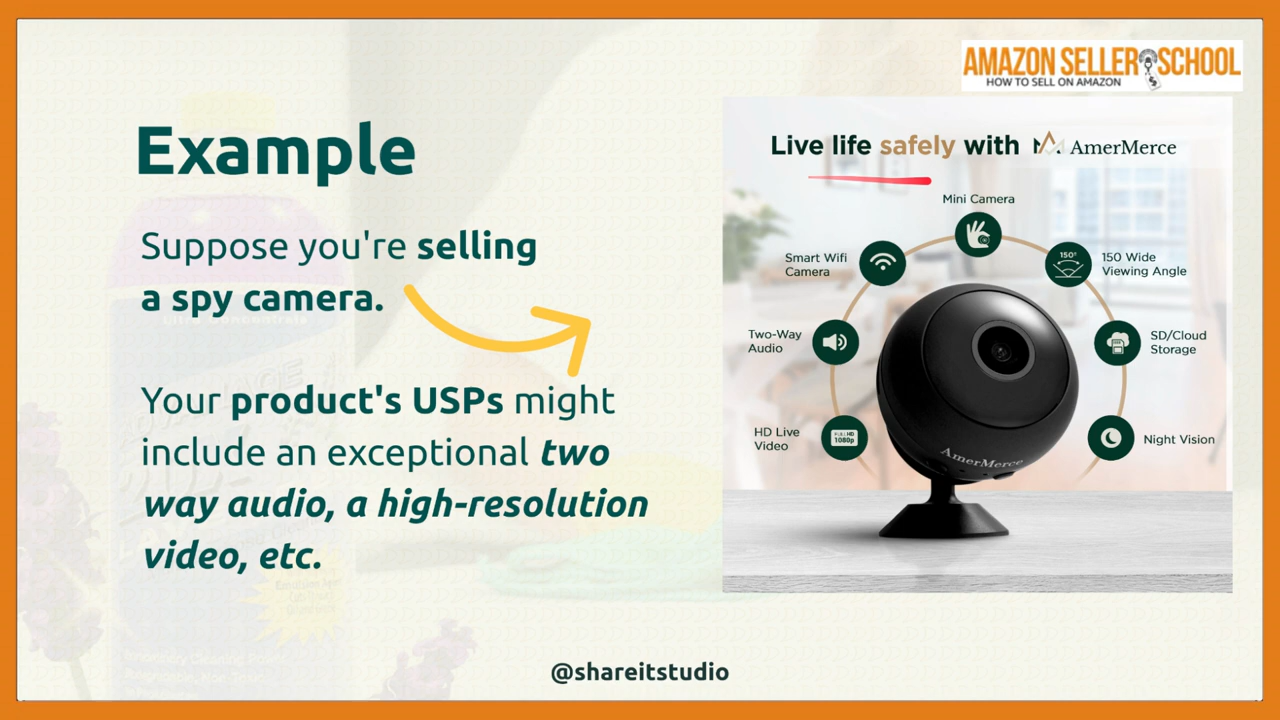 AMAZON SELLER SCHOOL
HOW TO SELL ON AMAZON
Example
Suppose you're selling
a spy camera.
Your product's USPs might
include an exceptional two
way audio, a high-resolution
video, etc.
Live life safely with AmerMerce
Mini Camera
Smart Wifi
Camera
150°
150 Wide
Viewing Angle
Two-Way
Audio
SD/Cloud
Storage
HD Live
Video
1080p
Night Vision
AmerMerce
@shareitstudio